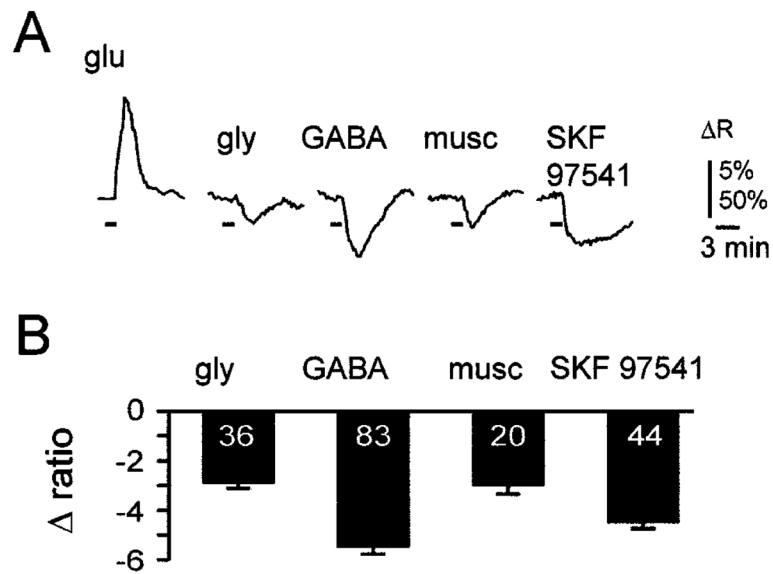 A
glu
gly GABA musc SKF
97541
ΔR
5%
50%
3 min
B
gly GABA musc SKF 97541
0
-2
-4
-6
Δ ratio
36 83 20 44